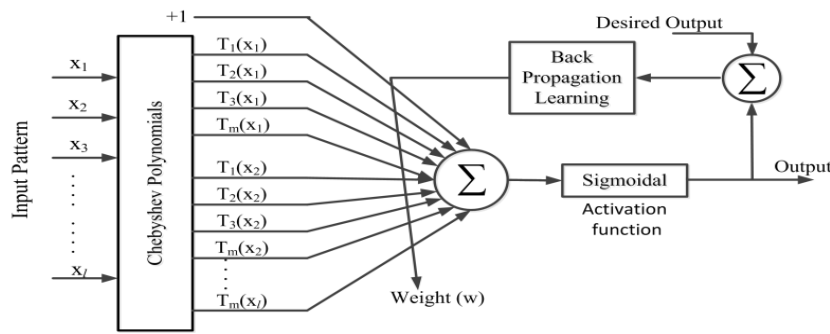 +1
Desired Output
T₁(x₁)
T₂(x₁)
T₃(x₁)
Tₘ(x₁)
T₁(x₂)
T₂(x₂)
T₃(x₂)
Tₘ(x₂)
Tₘ(xₗ)
x₁
x₂
x₃
xₗ
Input Pattern
Chebyshev Polynomials
Back
Propagation
Learning
Σ
Σ
Sigmoidal
Activation
function
Output
Weight (w)